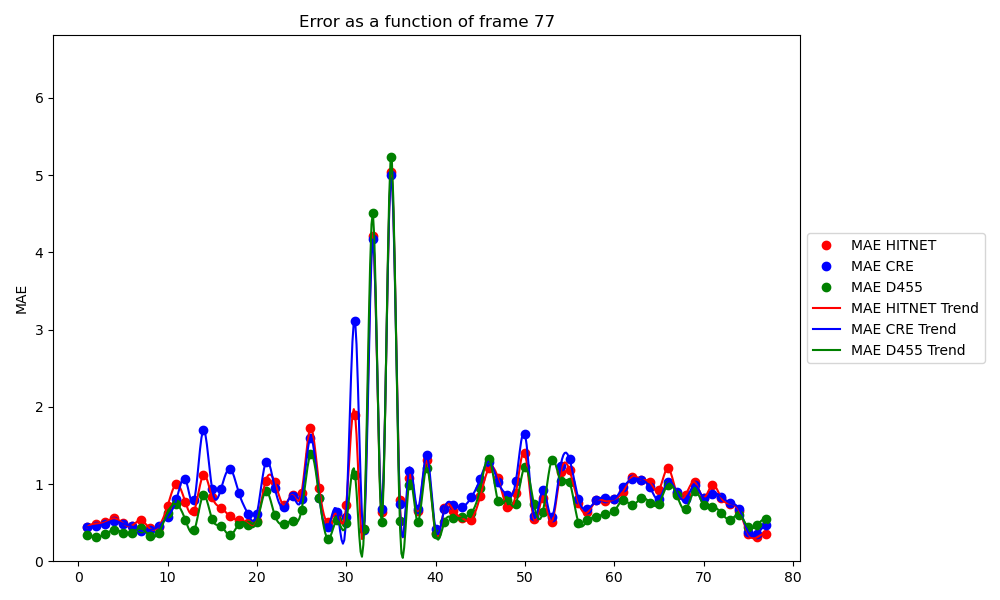 Error as a function of frame 77
MAE
6
5
4
3
2
1
0
0 10 20 30 40 50 60 70 80
MAE HITNET
MAE CRE
MAE D455
MAE HITNET Trend
MAE CRE Trend
MAE D455 Trend